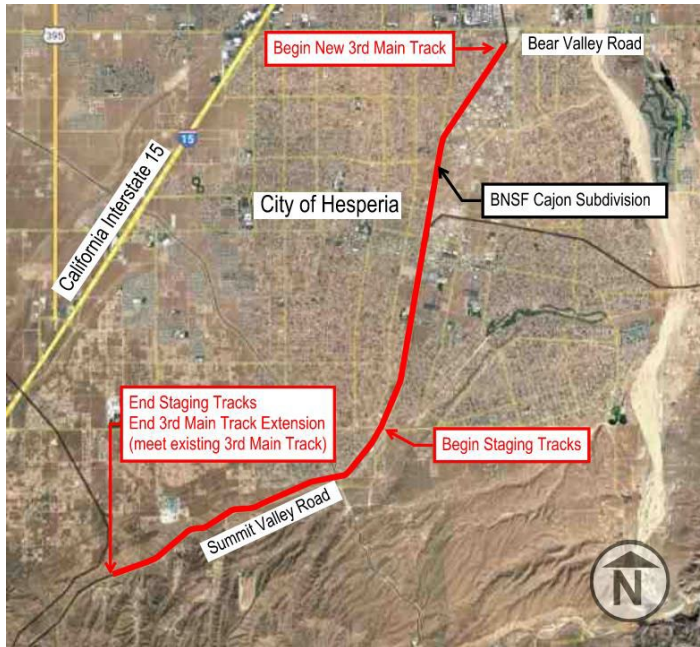 395
Begin New 3rd Main Track
Bear Valley Road
15
California Interstate 15
City of Hesperia
BNSF Cajon Subdivision
End Staging Tracks
End 3rd Main Track Extension
(meet existing 3rd Main Track)
Begin Staging Tracks
Summit Valley Road
N